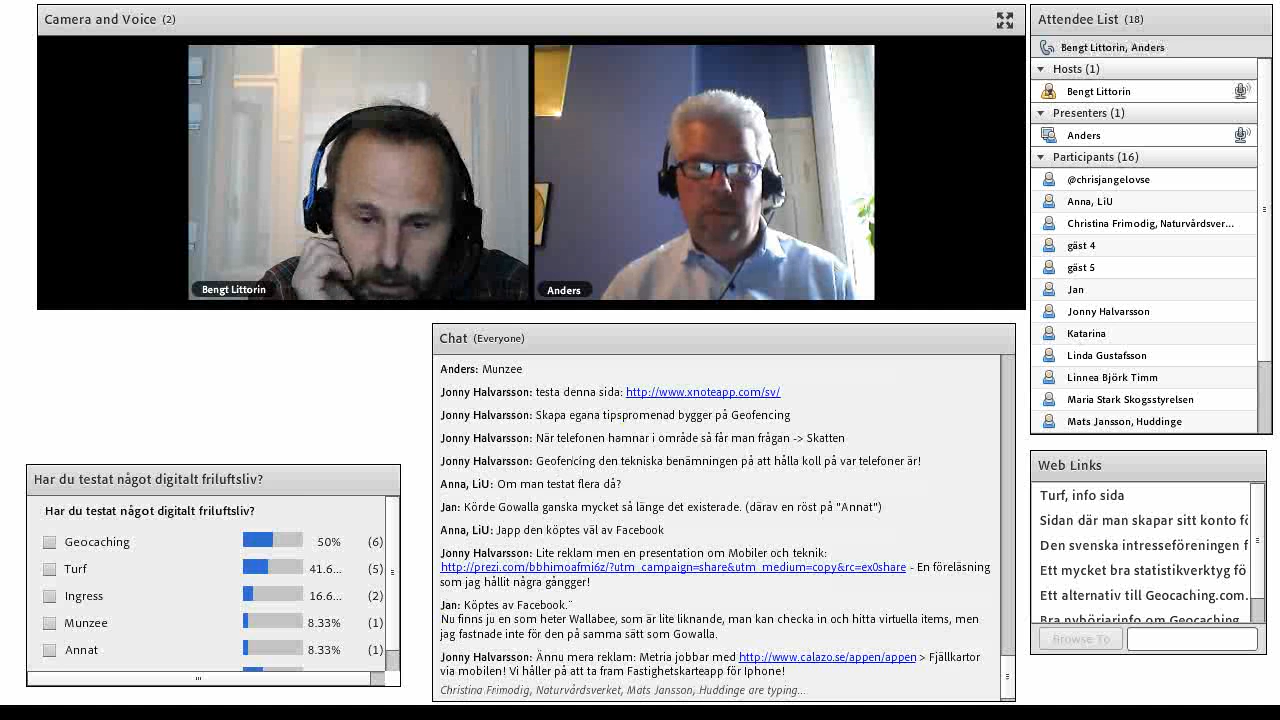 Camera and Voice (2)
Bengt Littorin
Anders
Attendee List (18)
Bengt Littorin, Anders
Hosts (1)
Bengt Littorin
Presenters (1)
Anders
Participants (16)
@chrisjangelovse
Anna, LiU
Christina Frimodig, Naturvårdsver...
gäst 4
gäst 5
Jan
Jonny Halvarsson
Katarina
Linda Gustafsson
Linnea Björk Timm
Maria Stark Skogsstyrelsen
Mats Jansson, Huddinge
Har du testat något digitalt friluftsliv?
Har du testat något digitalt friluftsliv?
Geocaching 50% (6)
Turf 41.6... (5)
Ingress 16.6... (2)
Munzee 8.33% (1)
Annat 8.33% (1)
Chat (Everyone)
Anders: Munzee
Jonny Halvarsson: testa denna sida: http://www.xnoteapp.com/sv/
Jonny Halvarsson: Skapa egana tipspromenad bygger på Geofencing
Jonny Halvarsson: När telefonen hamnar i område så får man frågan -> Skatten
Jonny Halvarsson: Geofencing den tekniska benämningen på att hålla koll på var telefoner är!
Anna, LiU: Om man testat flera då?
Jan: Körde Gowalla ganska mycket så länge det existerade. (därav en röst på "Annat")
Anna, LiU: Japp den köptes väl av Facebook
Jonny Halvarsson: Lite reklam men en presentation om Mobiler och teknik:
http://prezi.com/bbhimoafmi6z/?utm_campaign=share&utm_medium=copy&rc=ex0share - En föreläsning
som jag hållit några gångger!
Jan: Köptes av Facebook.¨
Nu finns ju en som heter Wallabee, som är lite liknande, man kan checka in och hitta virtuella items, men
jag fastnade inte för den på samma sätt som Gowalla.
Jonny Halvarsson: Ännu mera reklam: Metria jobbar med http://www.calazo.se/appen/appen > Fjällkartor
via mobilen! Vi håller på att ta fram Fastighetskarteapp för Iphone!
Christina Frimodig, Naturvårdsverket, Mats Jansson, Huddinge are typing...
Web Links
Turf, info sida
Sidan där man skapar sitt konto fö
Den svenska intresseföreningen f
Ett mycket bra statistikverktyg fö
Ett alternativ till Geocaching.com.
Bra nybörjarinfo om Geocaching
Browse To